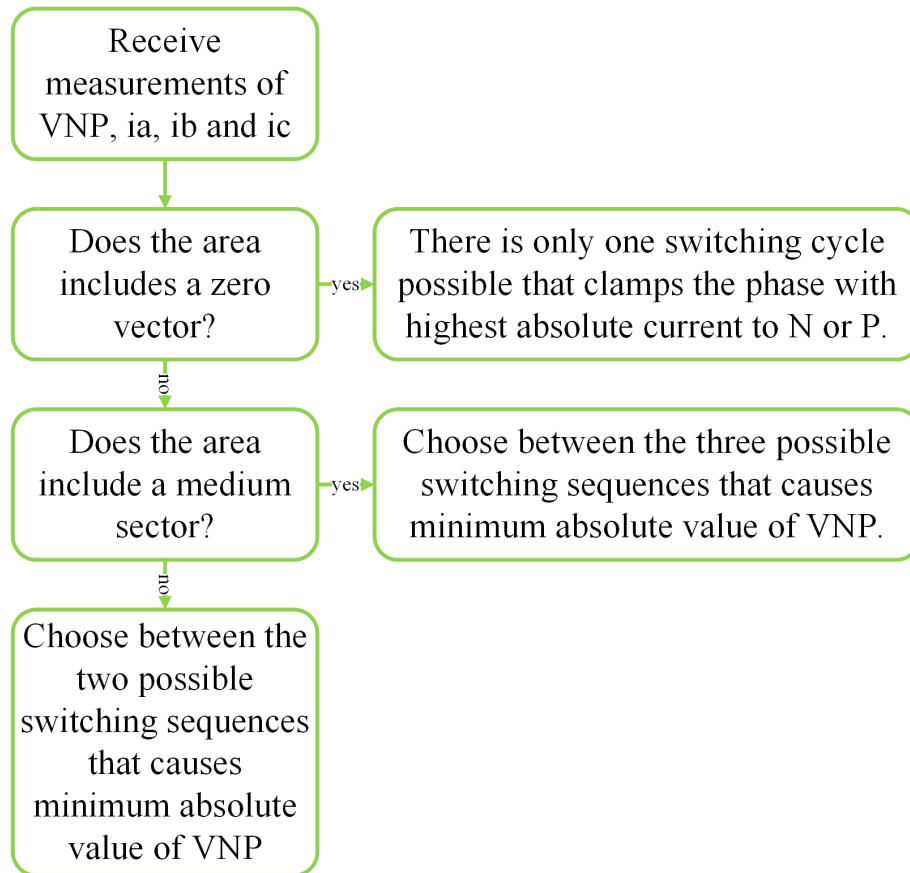 Receive
measurements of
VNP, ia, ib and ic
Does the area
includes a zero
vector?
yes
There is only one switching cycle
possible that clamps the phase with
highest absolute current to N or P.
no
Does the area
include a medium
sector?
yes
Choose between the three possible
switching sequences that causes
minimum absolute value of VNP.
no
Choose between the
two possible
switching sequences
that causes
minimum absolute
value of VNP